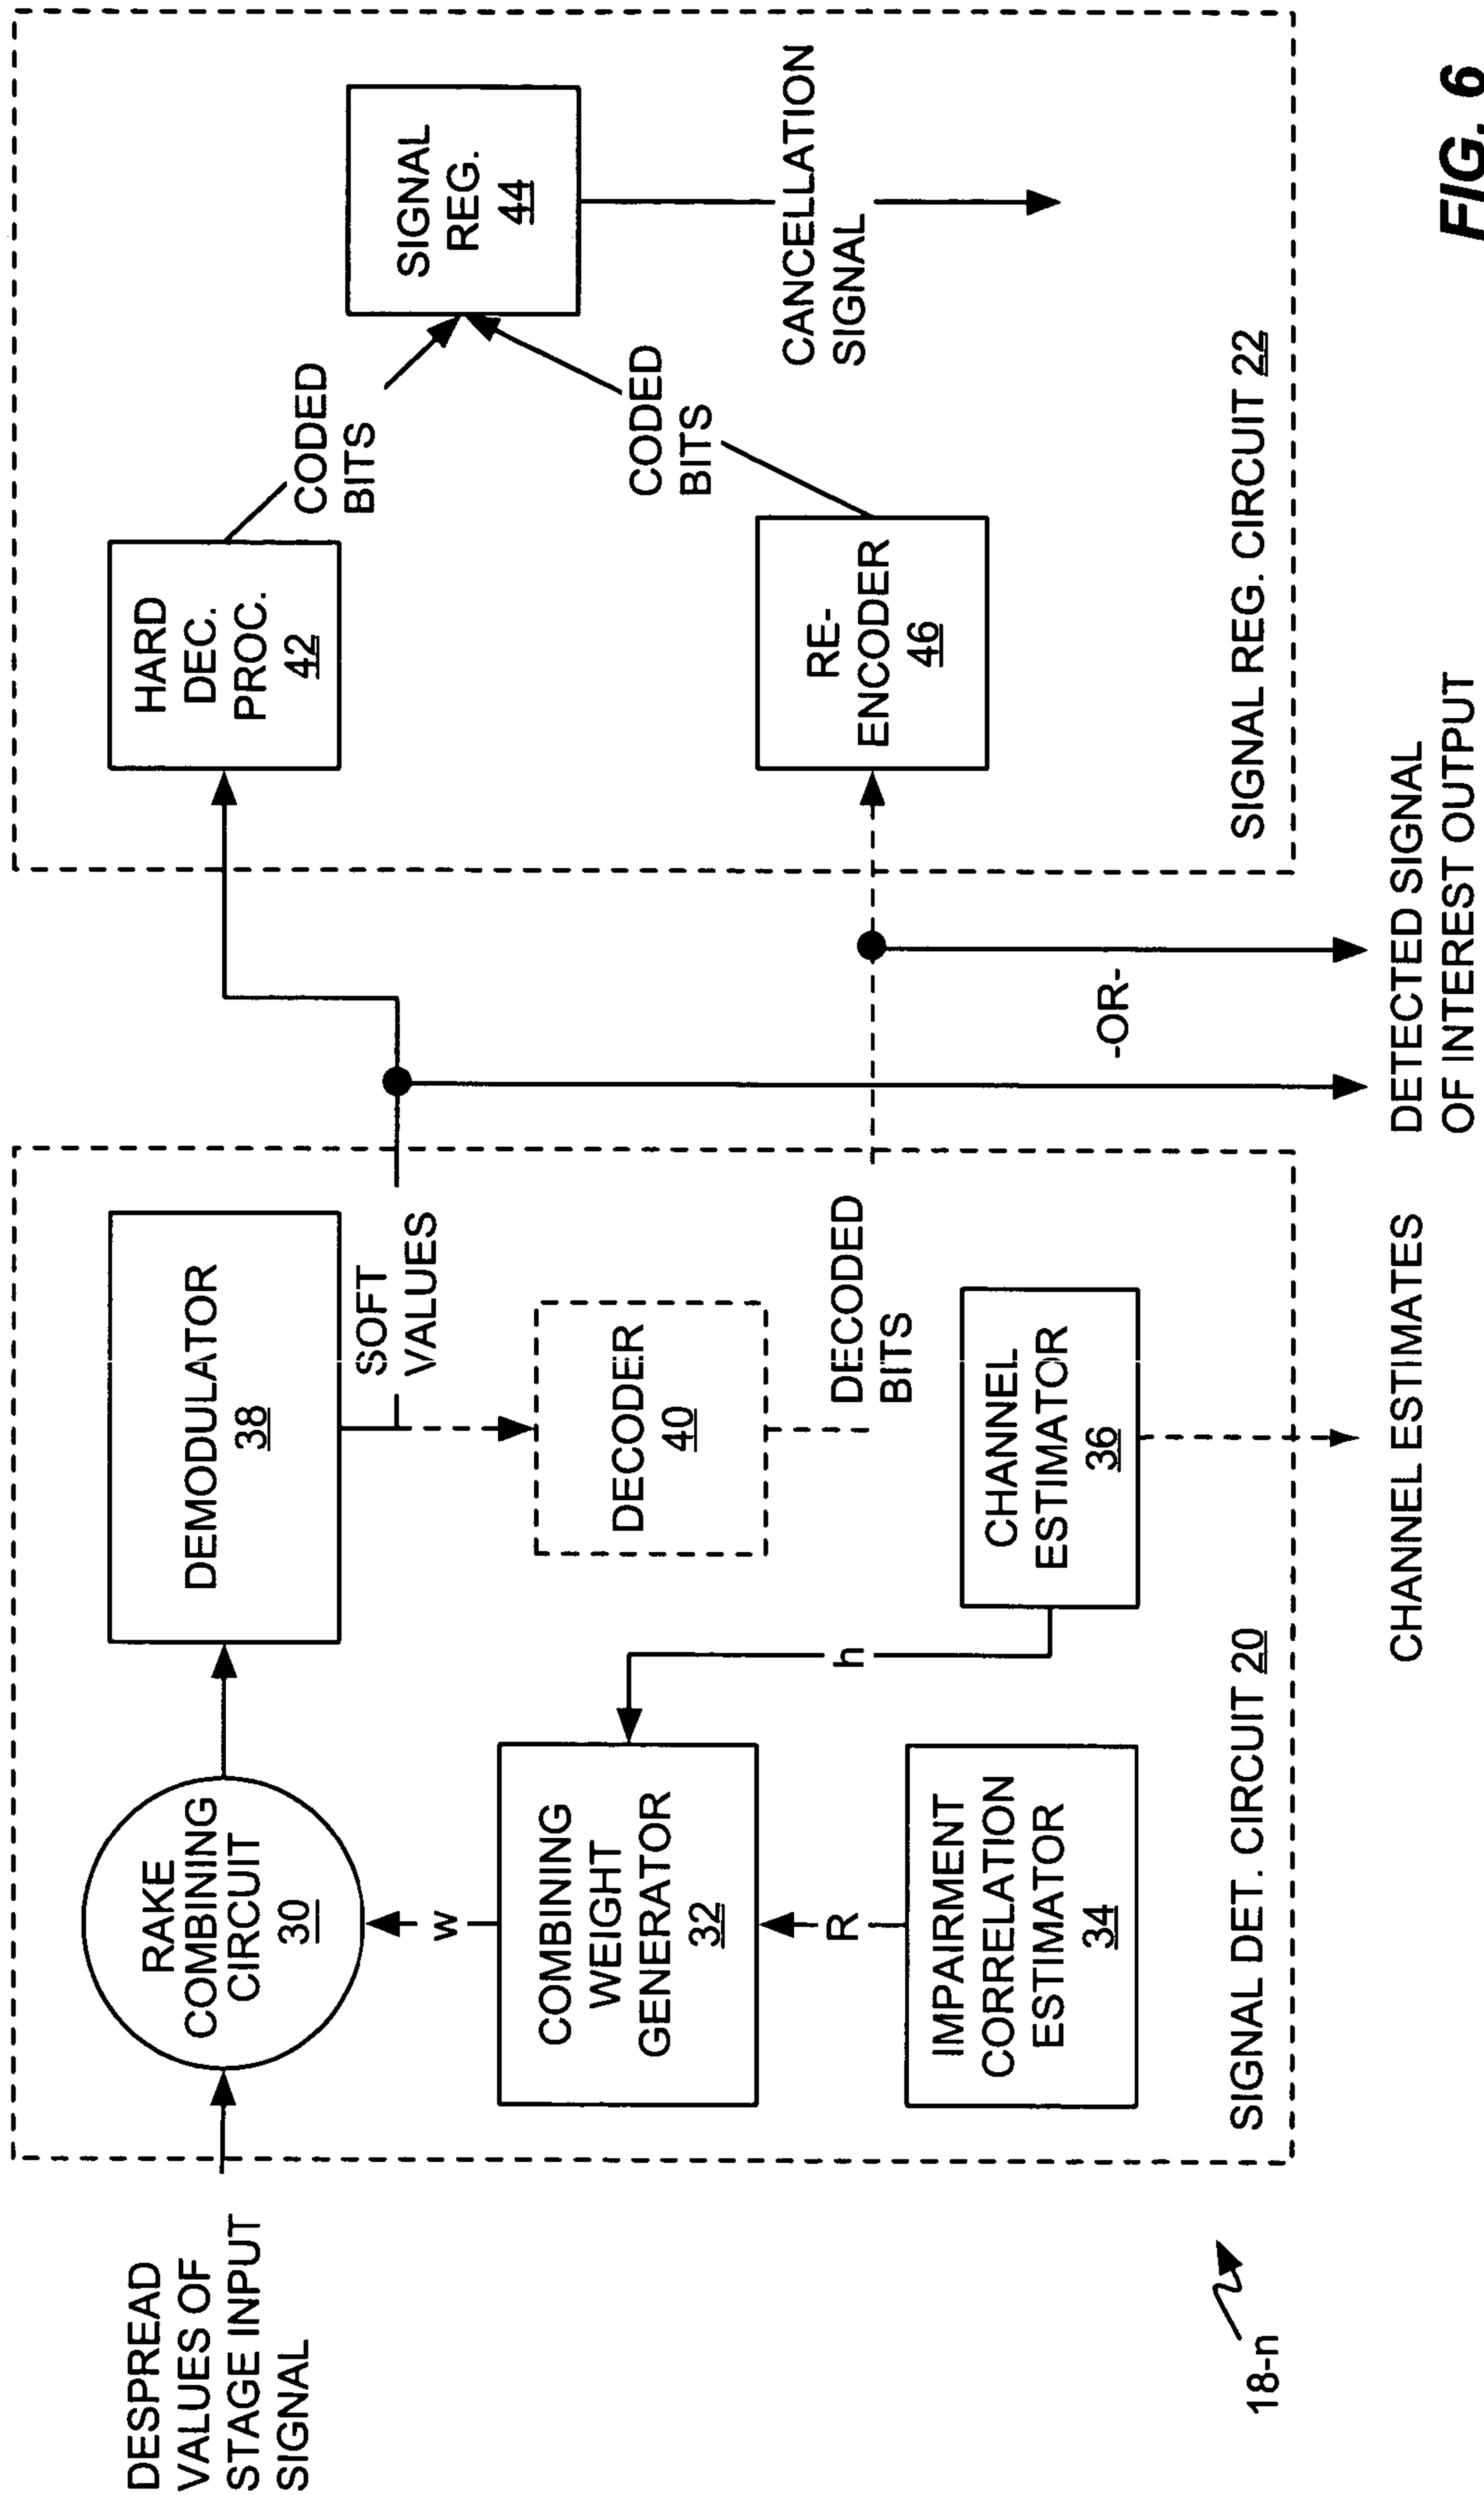 DESPREAD
VALUES OF
STAGE INPUT
SIGNAL
RAKE
COMBINING
CIRCUIT
30
w
COMBINING
WEIGHT
GENERATOR
32
R
IMPAIRMENT
CORRELATION
ESTIMATOR
34
h
DEMODULATOR
38
SOFT
VALUES
DECODER
40
DECODED
BITS
CHANNEL
ESTIMATOR
36
SIGNAL DET. CIRCUIT 20
CHANNEL ESTIMATES
-OR-
DETECTED SIGNAL
OF INTEREST OUTPUT
HARD
DEC.
PROC.
42
CODED
BITS
RE-
ENCODER
46
CODED
BITS
SIGNAL
REG.
44
CANCELLATION
SIGNAL
SIGNAL REG. CIRCUIT 22
18-n
FIG. 6